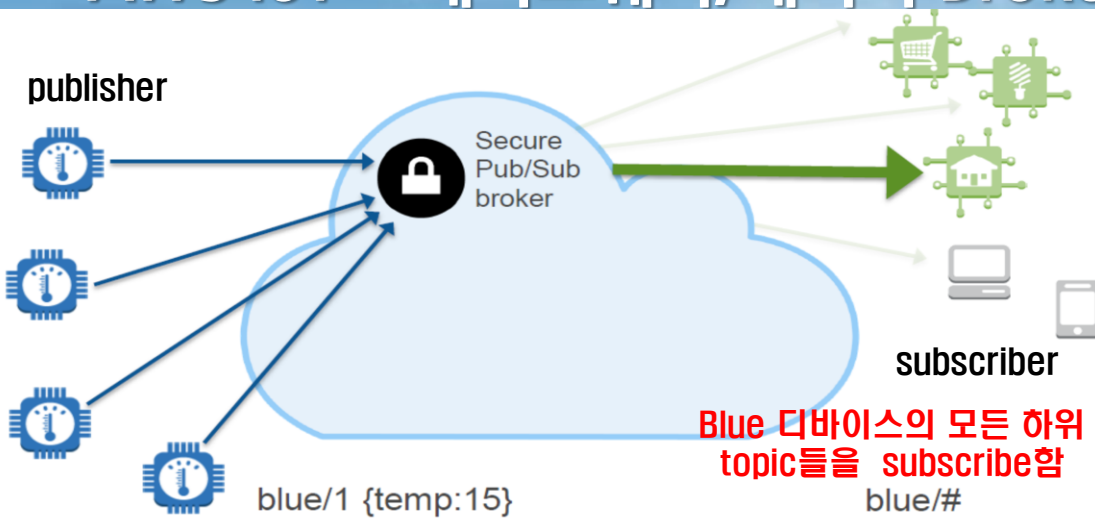 publisher
Secure
Pub/Sub
broker
subscriber
Blue 디바이스의 모든 하위
topic들을 subscribe함
blue/1 {temp:15}
blue/#